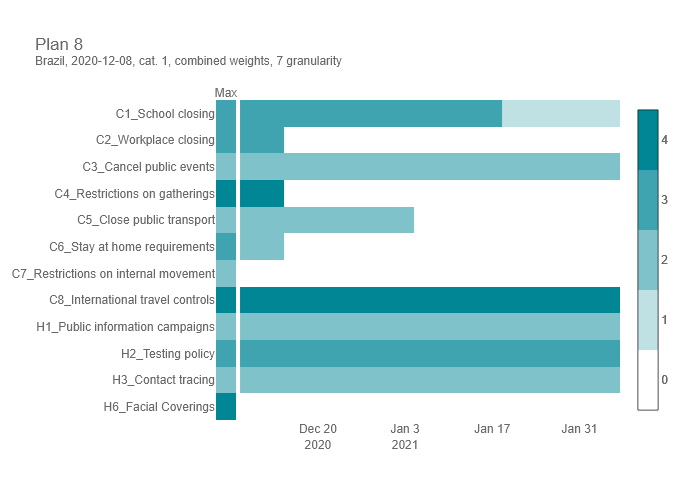 Plan 8
Brazil, 2020-12-08, cat. 1, combined weights, 7 granularity
Max
C1_School closing
C2_Workplace closing
C3_Cancel public events
C4_Restrictions on gatherings
C5_Close public transport
C6_Stay at home requirements
C7_Restrictions on internal movement
C8_International travel controls
H1_Public information campaigns
H2_Testing policy
H3_Contact tracing
H6_Facial Coverings
4
3
2
1
0
Dec 20 Jan 3 Jan 17 Jan 31
2020 2021